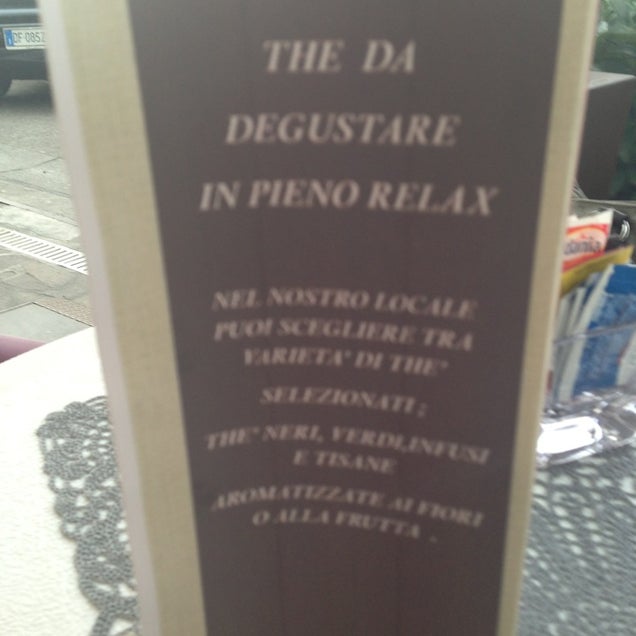 THE DA
DEGUSTARE
IN PIENO RELAX
NEL NOSTRO LOCALE
PUOI SCEGLIERE TRA
VARIETA' DI THE'
SELEZIONATI :
THE' NERI, VERDI,INFUSI
E TISANE
AROMATIZZATE AI FIORI
O ALLA FRUTTA .